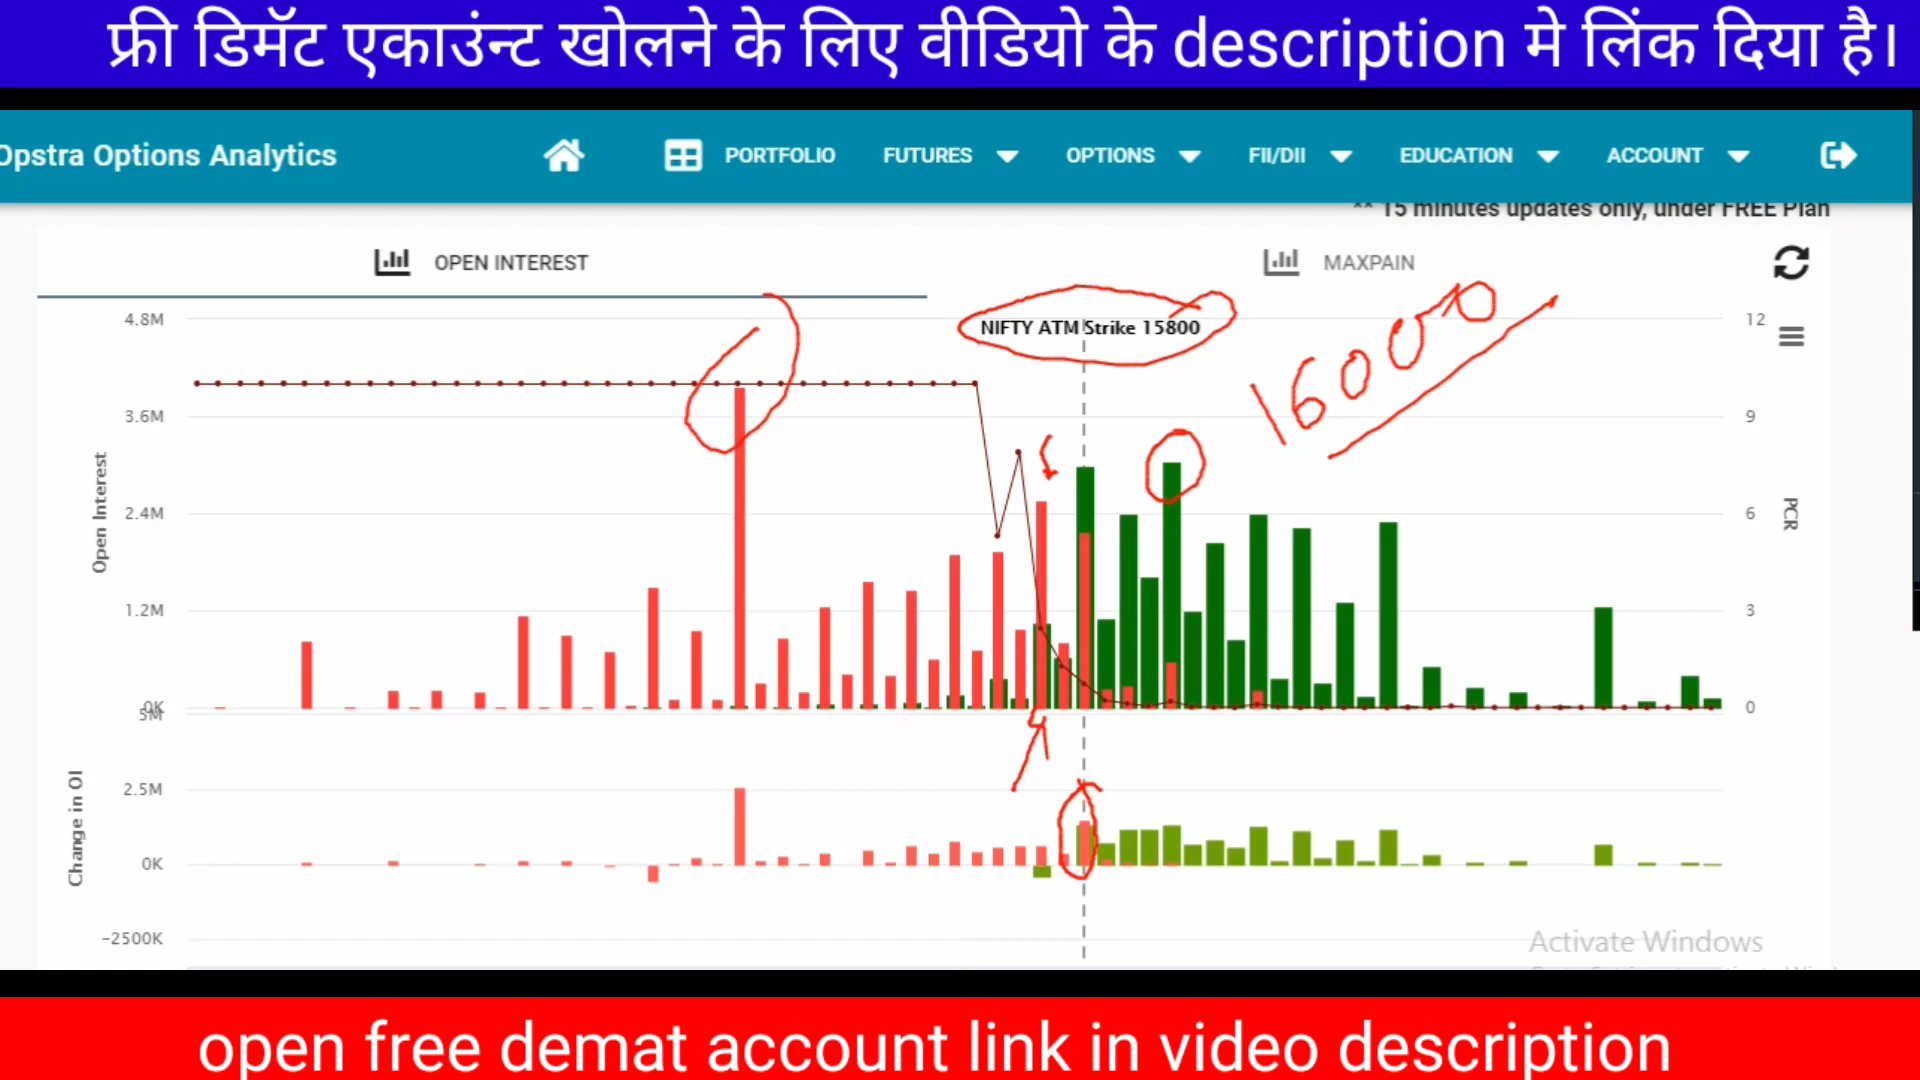 फ्री डिमॅट एकाउंन्ट खोलने के लिए वीडियो के description मे लिंक दिया है।
Opstra Options Analytics PORTFOLIO FUTURES OPTIONS FII/DII EDUCATION ACCOUNT
** 15 minutes updates only, under FREE Plan
OPEN INTEREST MAXPAIN
NIFTY ATM Strike 15800
16000
4.8M 12
3.6M 9
2.4M 6
1.2M 3
0K 0
Open Interest
PCR
5M
2.5M
0K
-2500K
Change in OI
Activate Windows
open free demat account link in video description